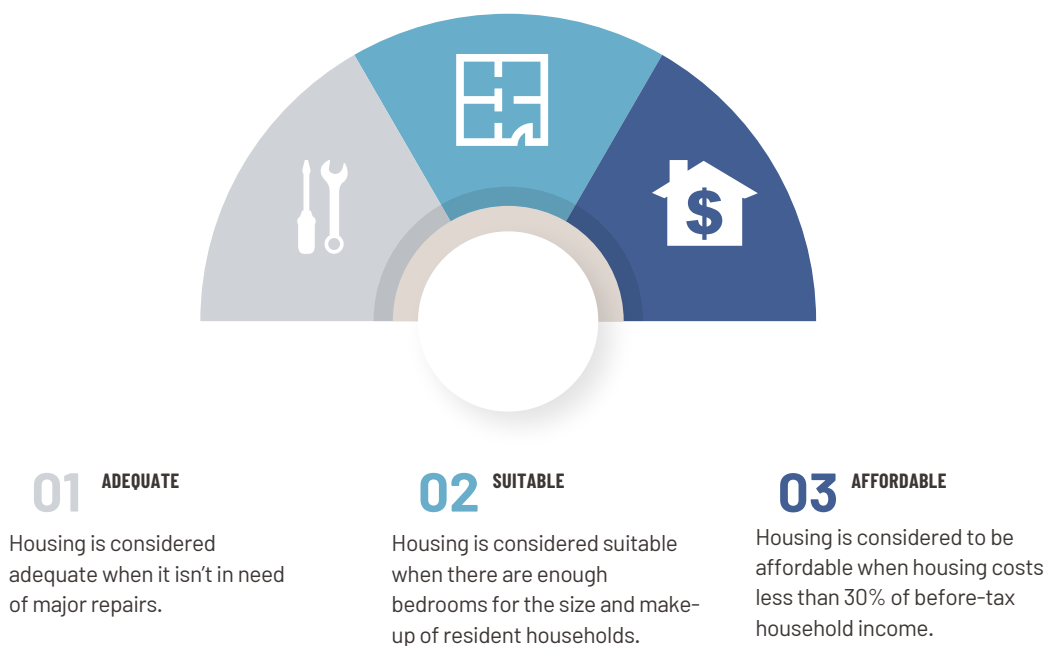 $
01 ADEQUATE
Housing is considered
adequate when it isn't in need
of major repairs.
02 SUITABLE
Housing is considered suitable
when there are enough
bedrooms for the size and make-
up of resident households.
03 AFFORDABLE
Housing is considered to be
affordable when housing costs
less than 30% of before-tax
household income.